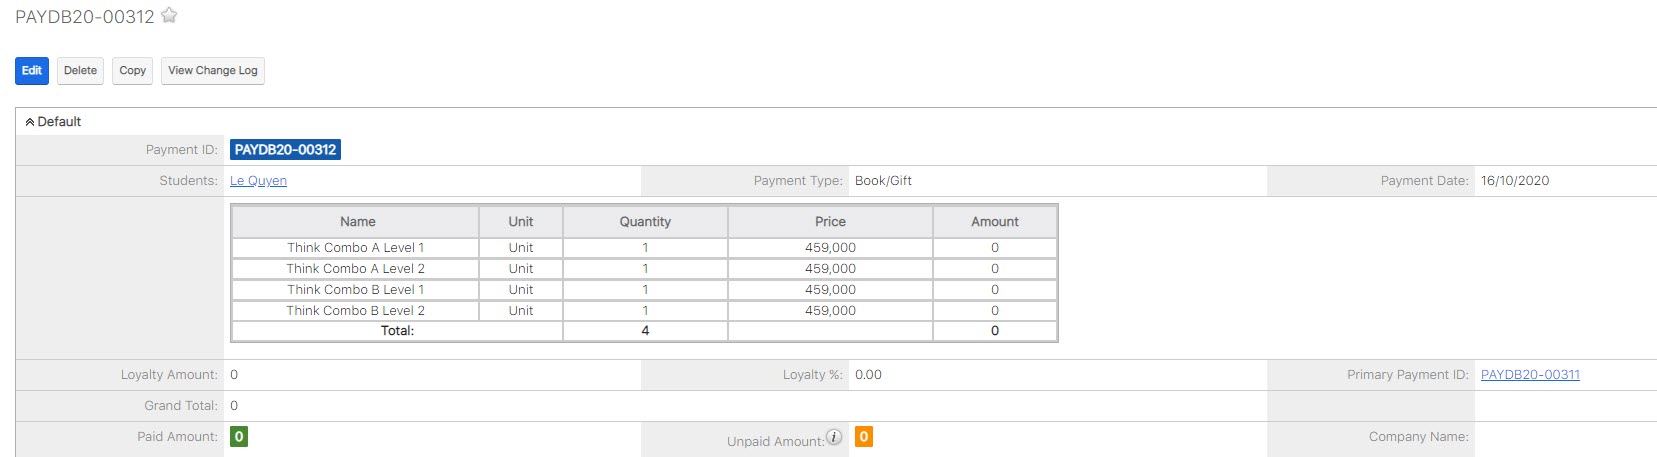 PAYDB20-00312
Edit Delete Copy View Change Log
Default
Payment ID: PAYDB20-00312
Students: Le Quyen Payment Type: Book/Gift Payment Date: 16/10/2020
Name Unit Quantity Price Amount
Think Combo A Level 1 Unit 1 459,000 0
Think Combo A Level 2 Unit 1 459,000 0
Think Combo B Level 1 Unit 1 459,000 0
Think Combo B Level 2 Unit 1 459,000 0
Total: 4 0
Loyalty Amount: 0 Loyalty %: 0.00 Primary Payment ID: PAYDB20-00311
Grand Total: 0
Paid Amount: 0 Unpaid Amount: i 0 Company Name: